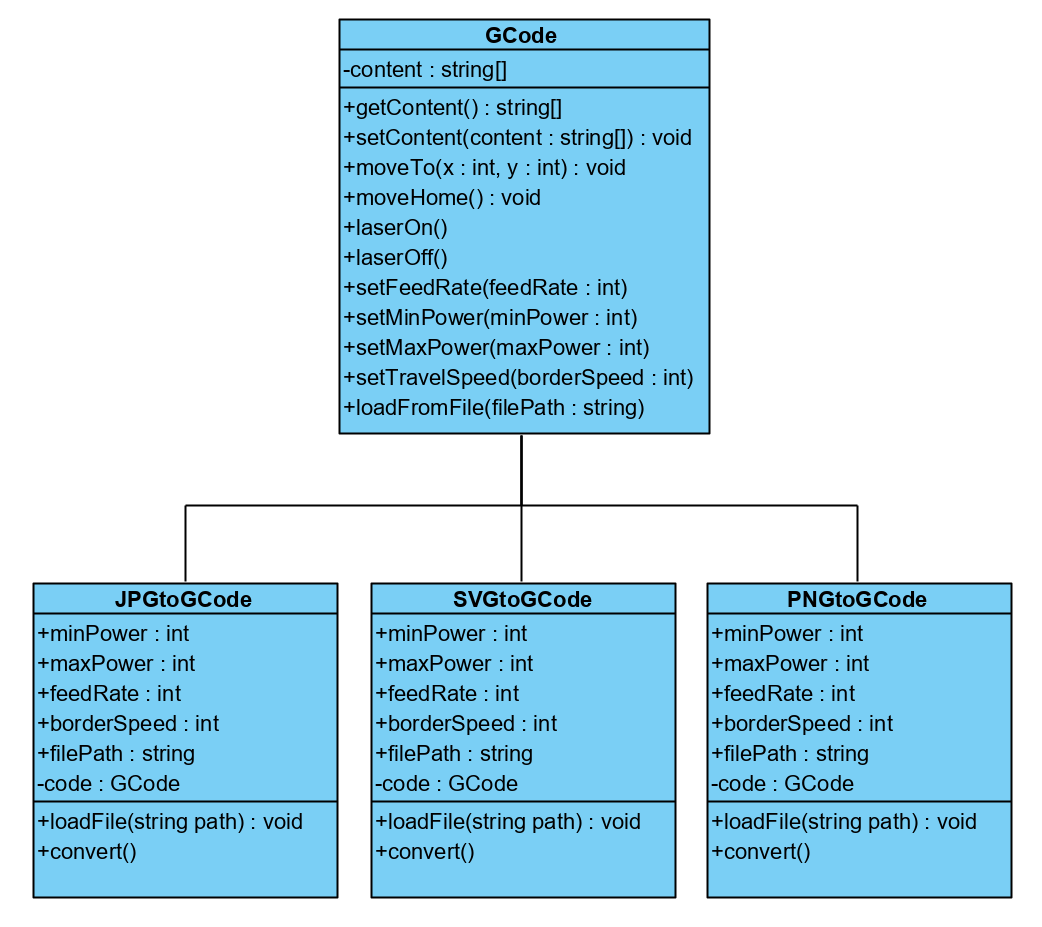 GCode
-content : string[]
+getContent() : string[]
+setContent(content : string[]) : void
+moveTo(x : int, y : int) : void
+moveHome() : void
+laserOn()
+laserOff()
+setFeedRate(feedRate : int)
+setMinPower(minPower : int)
+setMaxPower(maxPower : int)
+setTravelSpeed(borderSpeed : int)
+loadFromFile(filePath : string)
JPGtoGCode
+minPower : int
+maxPower : int
+feedRate : int
+borderSpeed : int
+filePath : string
-code : GCode
+loadFile(string path) : void
+convert()
SVGtoGCode
+minPower : int
+maxPower : int
+feedRate : int
+borderSpeed : int
+filePath : string
-code : GCode
+loadFile(string path) : void
+convert()
PNGtoGCode
+minPower : int
+maxPower : int
+feedRate : int
+borderSpeed : int
+filePath : string
-code : GCode
+loadFile(string path) : void
+convert()